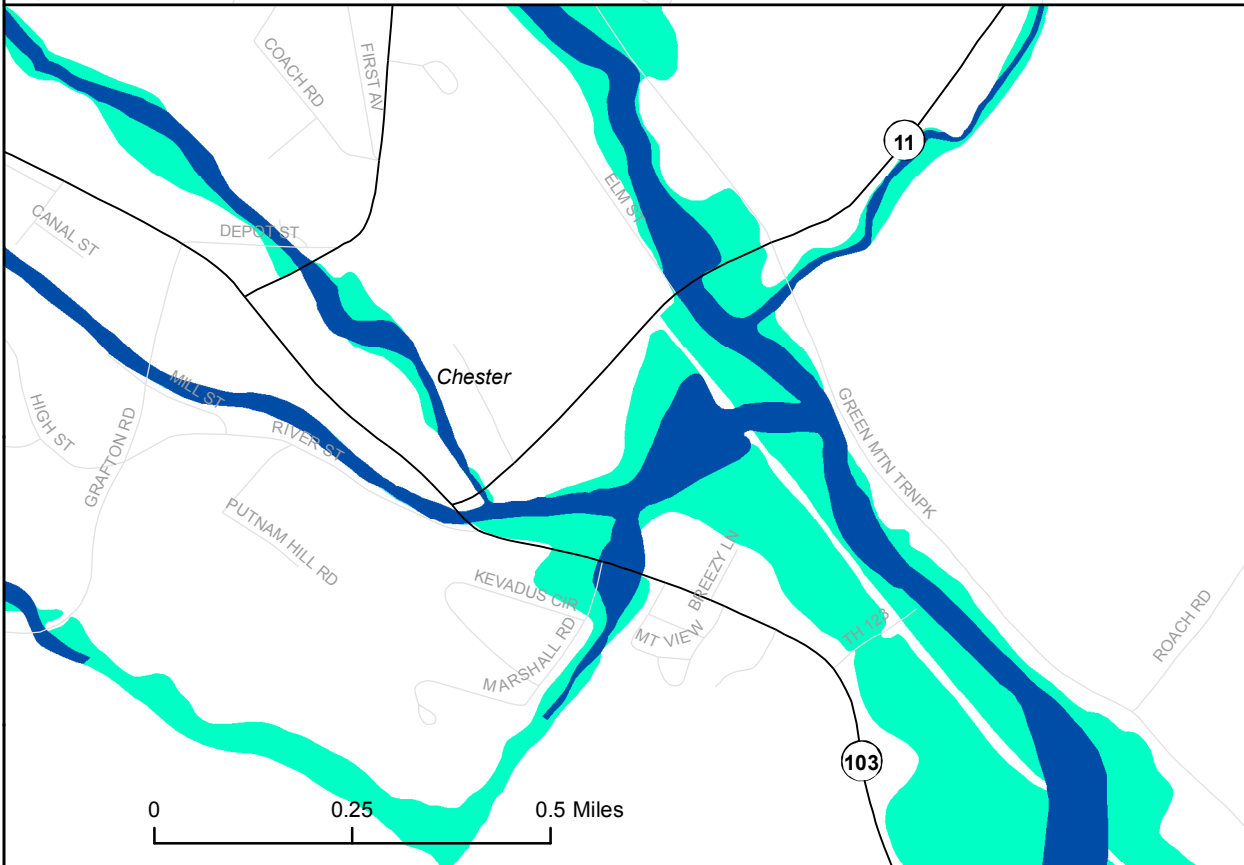 COACH RD
FIRST AV
11
ELM ST
CANAL ST
DEPOT ST
Chester
MILL ST
HIGH ST
GRAFTON RD
RIVER ST
GREEN MTN TRNPK
PUTNAM HILL RD
KEVADUS CIR
BREEZY LN
MT VIEW
MARSHALL RD
TH 123
ROACH RD
103
0 0.25 0.5 Miles